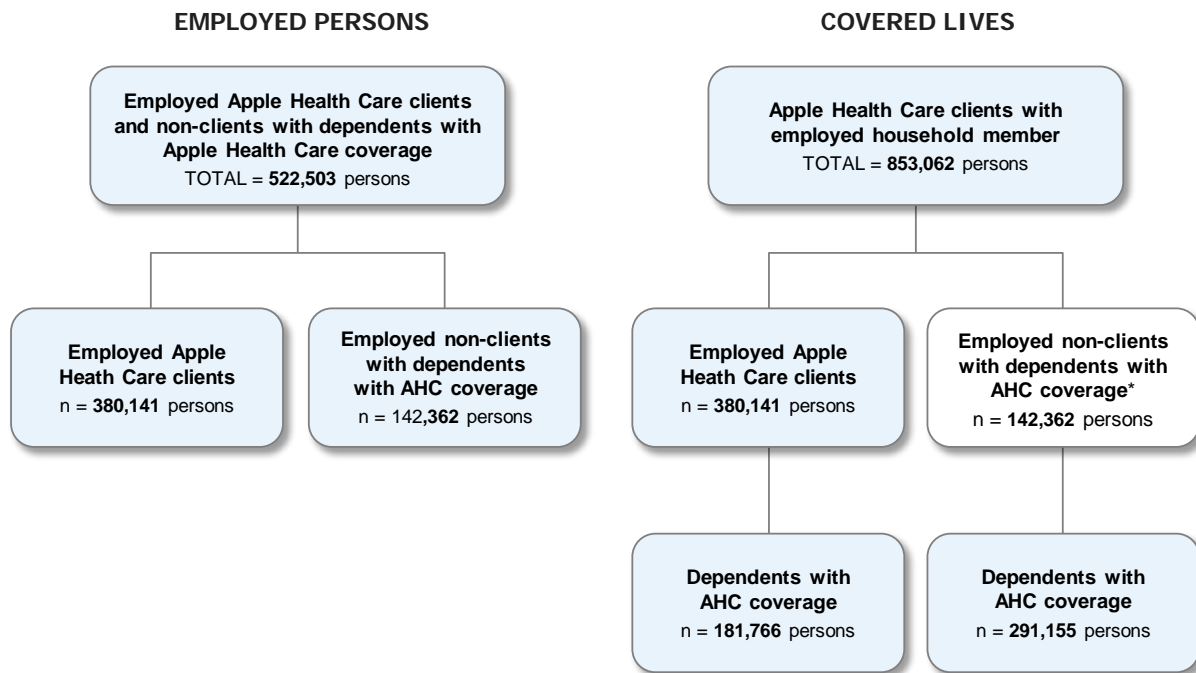 EMPLOYED PERSONS
Employed Apple Health Care clients
and non-clients with dependents with
Apple Health Care coverage
TOTAL = 522,503 persons
Employed Apple
Heath Care clients
n = 380,141 persons
Employed non-clients
with dependents
with AHC coverage
n = 142,362 persons
COVERED LIVES
Apple Health Care clients with
employed household member
TOTAL = 853,062 persons
Employed Apple
Heath Care clients
n = 380,141 persons
Employed non-clients
with dependents with
AHC coverage*
n = 142,362 persons
Dependents with
AHC coverage
n = 181,766 persons
Dependents with
AHC coverage
n = 291,155 persons